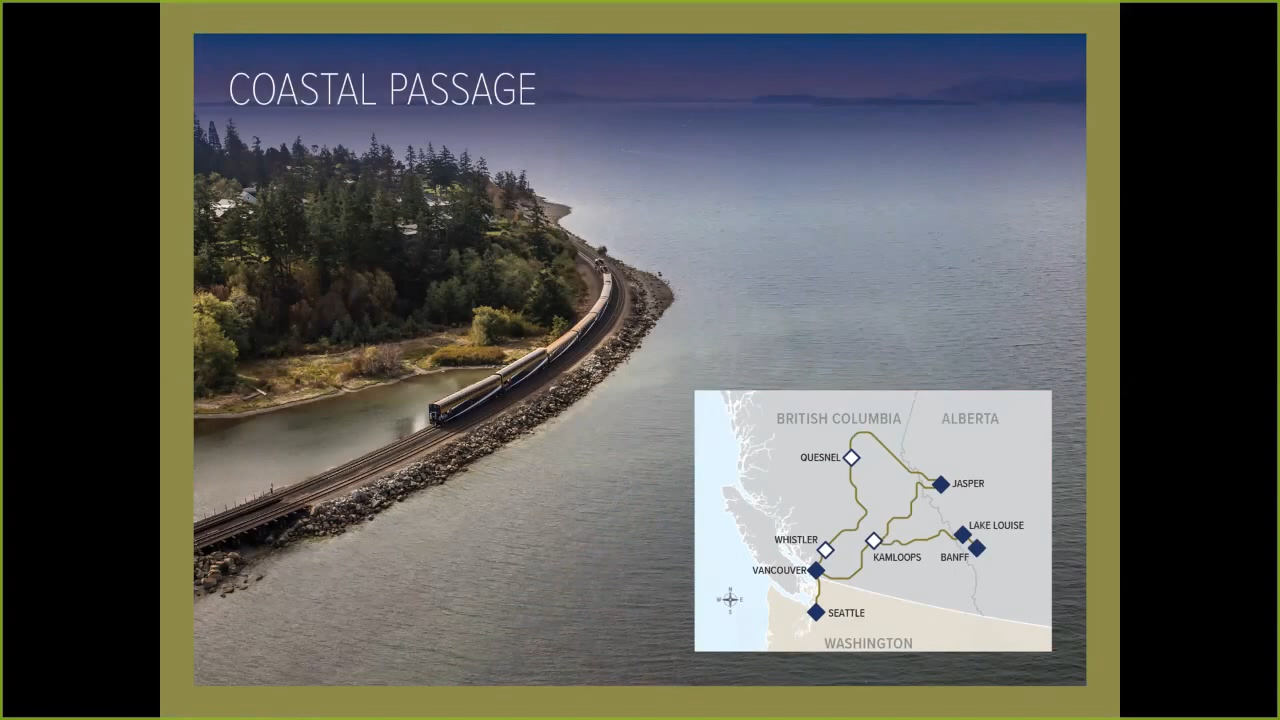 COASTAL PASSAGE
BRITISH COLUMBIA
ALBERTA
QUESNEL
JASPER
LAKE LOUISE
WHISTLER
KAMLOOPS
BANFF
VANCOUVER
N
W E
S
SEATTLE
WASHINGTON